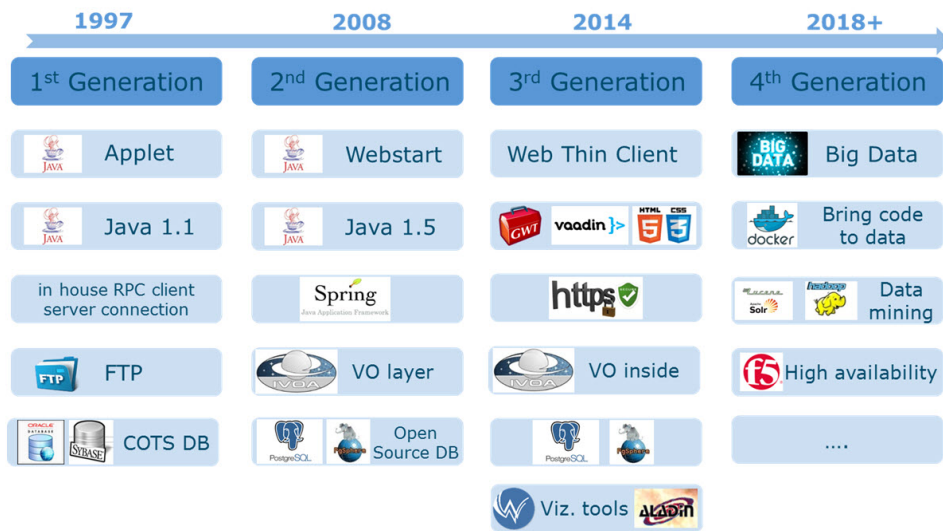 1997
2008
2014
2018+
1st Generation
2nd Generation
3rd Generation
4th Generation
JAVA Applet
JAVA Webstart
Web Thin Client
BIG DATA Big Data
JAVA Java 1.1
JAVA Java 1.5
GWT vaadin }> HTML 5 CSS 3
docker Bring code
to data
in house RPC client
server connection
Spring
Java Application Framework
https
Lucene
Solr
hadoop
Data
mining
FTP FTP
IVOA VO layer
IVOA VO inside
f5 High availability
ORACLE
DATABASE
SYBASE
COTS DB
PostgreSQL
Open
Source DB
PostgreSQL
....
W Viz. tools ALADIN